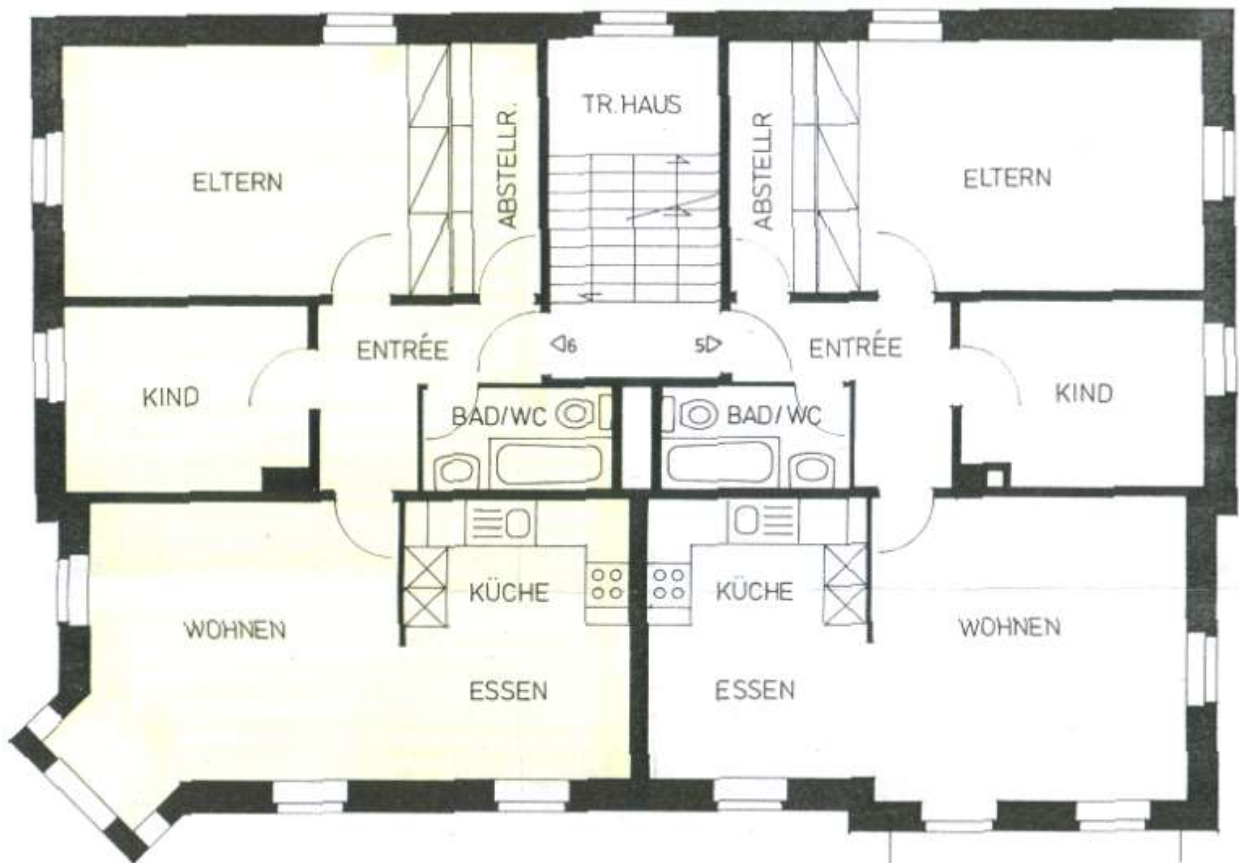 TR. HAUS
ELTERN
ABSTELLR.
ABSTELLR
ELTERN
ENTRÉE
6
5
ENTRÉE
KIND
BAD/WC
BAD/WC
KIND
KÜCHE
KÜCHE
WOHNEN
WOHNEN
ESSEN
ESSEN